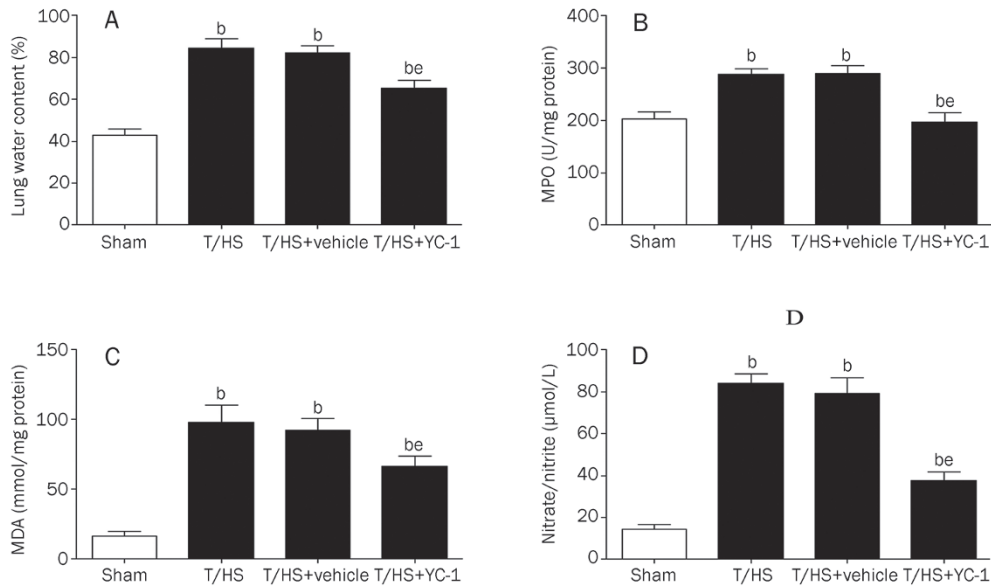 A
Lung water content (%)
100
80
60
40
20
0
b
b
be
Sham
T/HS
T/HS+vehicle
T/HS+YC-1
B
MPO (U/mg protein)
400
300
200
100
0
b
b
be
Sham
T/HS
T/HS+vehicle
T/HS+YC-1
C
MDA (mmol/mg protein)
150
100
50
0
b
b
be
Sham
T/HS
T/HS+vehicle
T/HS+YC-1
D
D
Nitrate/nitrite (μmol/L)
100
80
60
40
20
0
b
b
be
Sham
T/HS
T/HS+vehicle
T/HS+YC-1